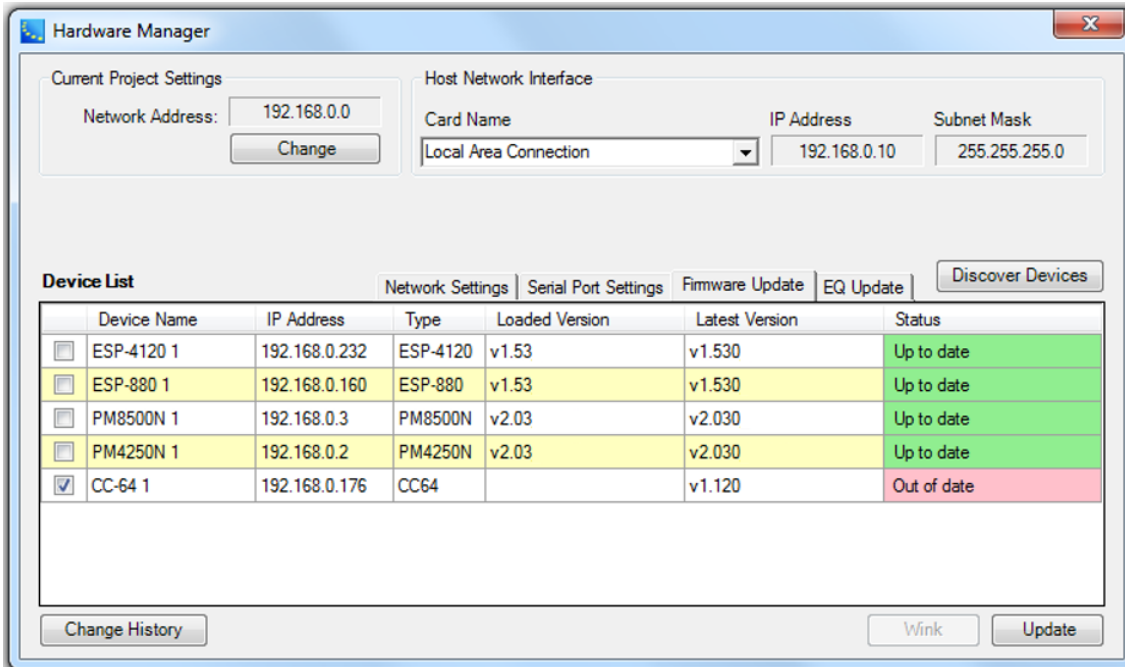 Hardware Manager
Current Project Settings
Network Address: 192.168.0.0
Change
Host Network Interface
Card Name IP Address Subnet Mask
Local Area Connection 192.168.0.10 255.255.255.0
Device List Network Settings Serial Port Settings Firmware Update EQ Update Discover Devices
Device Name IP Address Type Loaded Version Latest Version Status
ESP-4120 1 192.168.0.232 ESP-4120 v1.53 v1.530 Up to date
ESP-880 1 192.168.0.160 ESP-880 v1.53 v1.530 Up to date
PM8500N 1 192.168.0.3 PM8500N v2.03 v2.030 Up to date
PM4250N 1 192.168.0.2 PM4250N v2.03 v2.030 Up to date
CC-64 1 192.168.0.176 CC64 v1.120 Out of date
Change History Wink Update